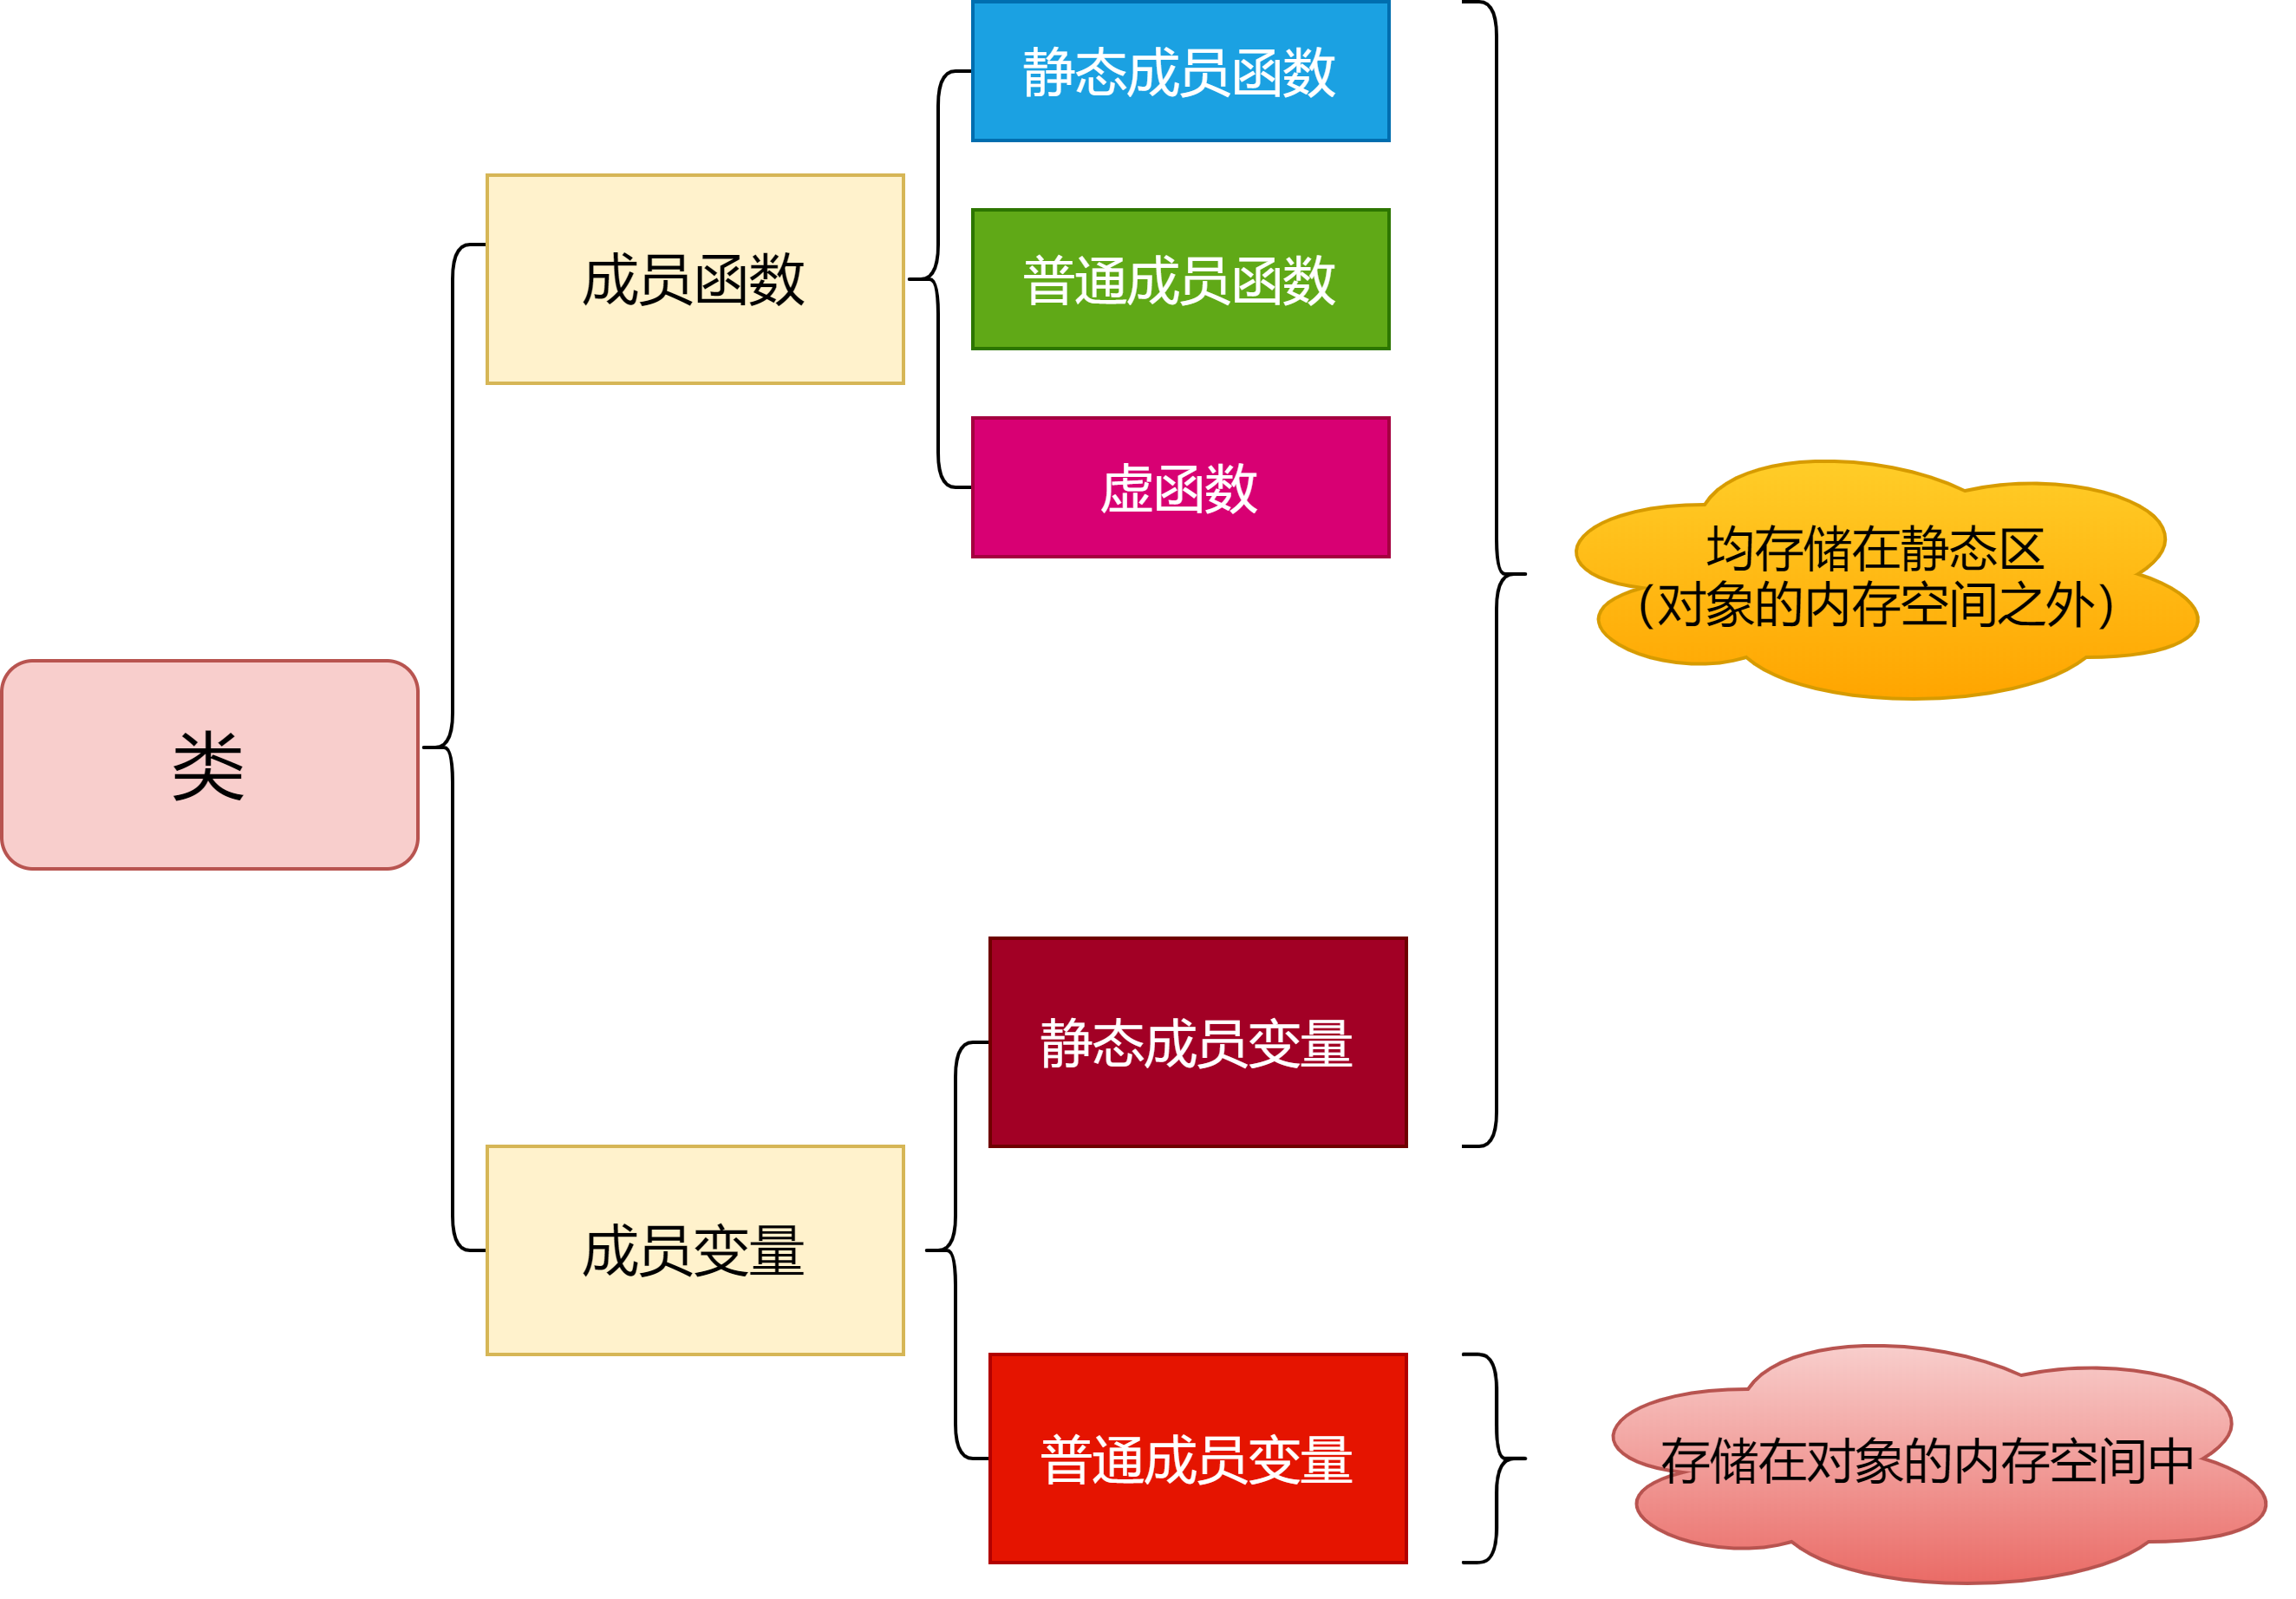 静态成员函数
普通成员函数
成员函数
虚函数
均存储在静态区
（对象的内存空间之外）
类
静态成员变量
成员变量
普通成员变量
存储在对象的内存空间中